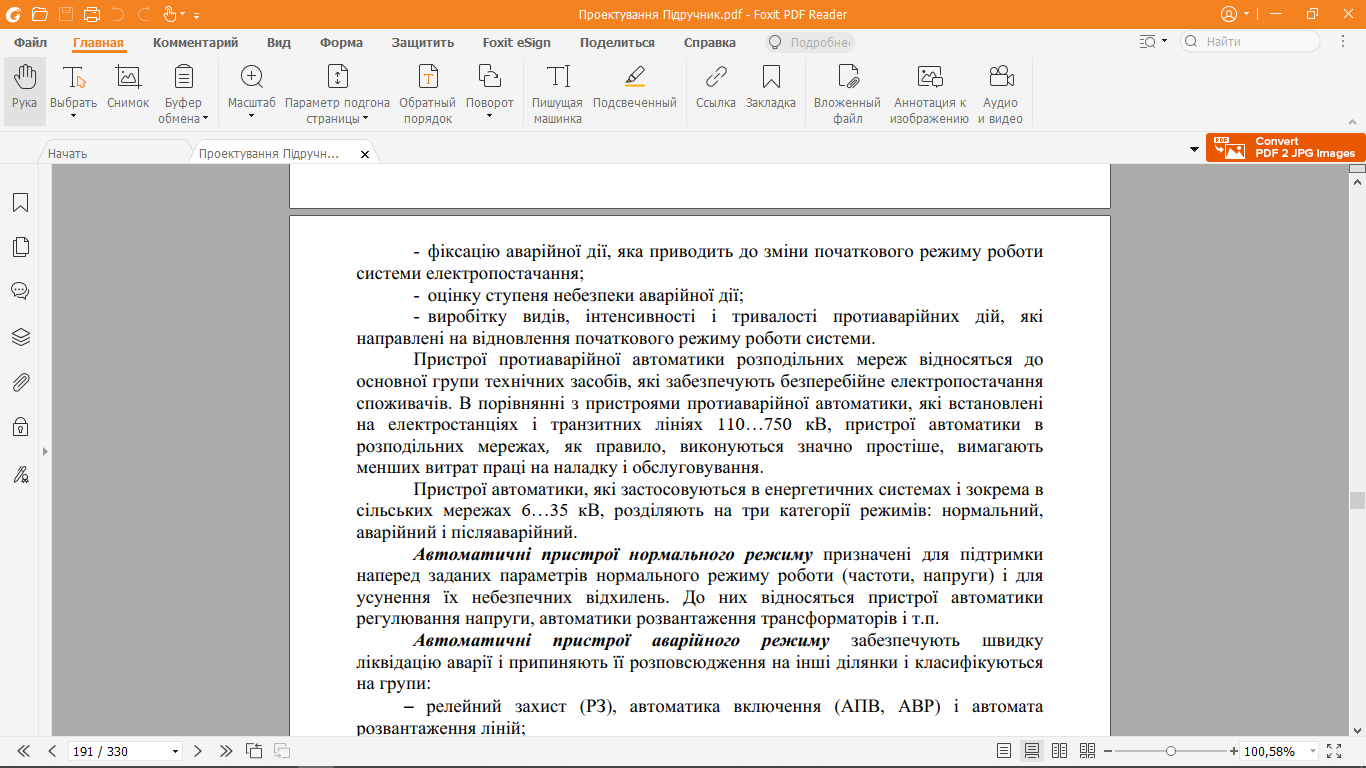 Проектування Підручник.pdf - Foxit PDF Reader
Файл Главная Комментарий Вид Форма Защитить Foxit eSign Поделиться Справка Подробнее Найти
Рука Выбрать Снимок Буфер обмена Масштаб Параметр подгона страницы Обратный порядок Поворот Пишущая машинка Подсвеченный Ссылка Закладка Вложенный файл Аннотация к изображению Аудио и видео
Начать Проектування Підручн... Convert
PDF 2 JPG Images
- фіксацію аварійної дії, яка приводить до зміни початкового режиму роботи
системи електропостачання;
- оцінку ступеня небезпеки аварійної дії;
- виробітку видів, інтенсивності і тривалості протиаварійних дій, які
направлені на відновлення початкового режиму роботи системи.
Пристрої протиаварійної автоматики розподільних мереж відносяться до
основної групи технічних засобів, які забезпечують безперебійне електропостачання
споживачів. В порівнянні з пристроями протиаварійної автоматики, які встановлені
на електростанціях і транзитних лініях 110…750 кВ, пристрої автоматики в
розподільних мережах, як правило, виконуються значно простіше, вимагають
менших витрат праці на наладку і обслуговування.
Пристрої автоматики, які застосовуються в енергетичних системах і зокрема в
сільських мережах 6…35 кВ, розділяють на три категорії режимів: нормальний,
аварійний і післяаварійний.
Автоматичні пристрої нормального режиму призначені для підтримки
наперед заданих параметрів нормального режиму роботи (частоти, напруги) і для
усунення їх небезпечних відхилень. До них відносяться пристрої автоматики
регулювання напруги, автоматики розвантаження трансформаторів і т.п.
Автоматичні пристрої аварійного режиму забезпечують швидку
ліквідацію аварії і припиняють її розповсюдження на інші ділянки і класифікуються
на групи:
– релейний захист (РЗ), автоматика включення (АПВ, АВР) і автомата
розвантаження ліній;
191 / 330 100,58%